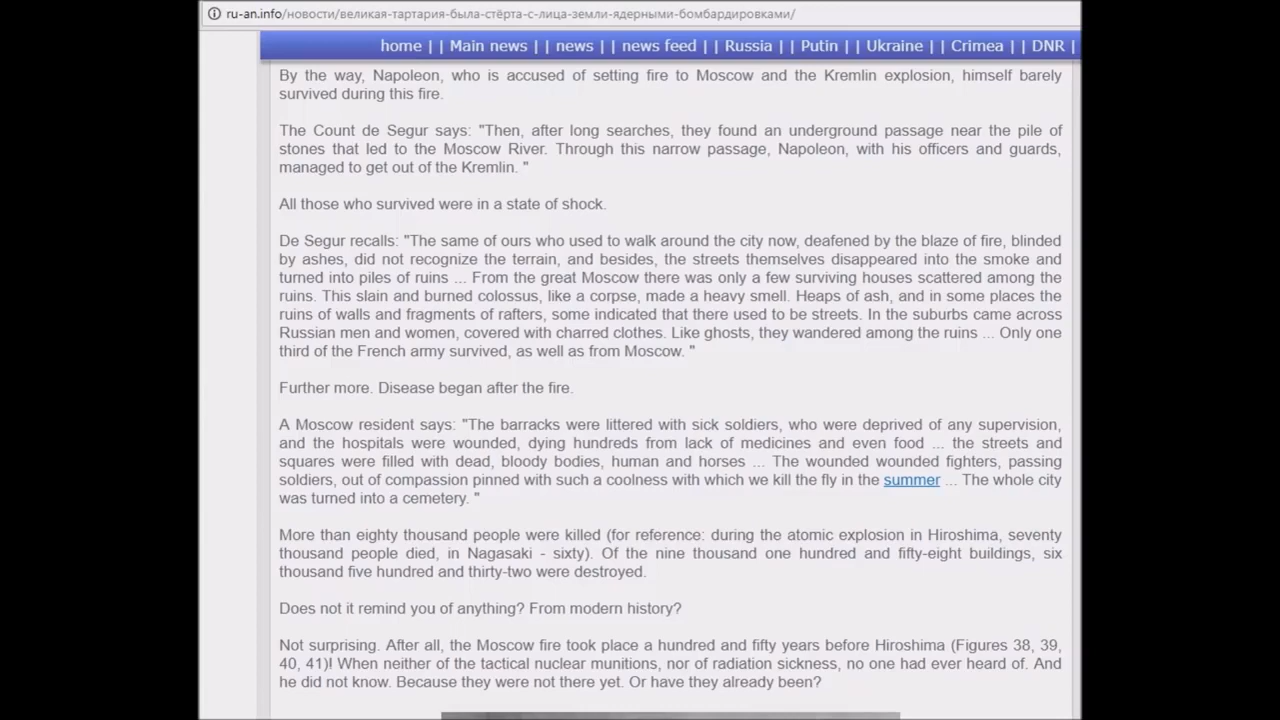 ru-an.info/новости/великая-тартария-была-стёрта-с-лица-земли-ядерными-бомбардировками/
home | | Main news | | news | | news feed | | Russia | | Putin | | Ukraine | | Crimea | | DNR |
By the way, Napoleon, who is accused of setting fire to Moscow and the Kremlin explosion, himself barely
survived during this fire.
The Count de Segur says: "Then, after long searches, they found an underground passage near the pile of
stones that led to the Moscow River. Through this narrow passage, Napoleon, with his officers and guards,
managed to get out of the Kremlin. "
All those who survived were in a state of shock.
De Segur recalls: "The same of ours who used to walk around the city now, deafened by the blaze of fire, blinded
by ashes, did not recognize the terrain, and besides, the streets themselves disappeared into the smoke and
turned into piles of ruins ... From the great Moscow there was only a few surviving houses scattered among the
ruins. This slain and burned colossus, like a corpse, made a heavy smell. Heaps of ash, and in some places the
ruins of walls and fragments of rafters, some indicated that there used to be streets. In the suburbs came across
Russian men and women, covered with charred clothes. Like ghosts, they wandered among the ruins ... Only one
third of the French army survived, as well as from Moscow. "
Further more. Disease began after the fire.
A Moscow resident says: "The barracks were littered with sick soldiers, who were deprived of any supervision,
and the hospitals were wounded, dying hundreds from lack of medicines and even food ... the streets and
squares were filled with dead, bloody bodies, human and horses ... The wounded wounded fighters, passing
soldiers, out of compassion pinned with such a coolness with which we kill the fly in the summer ... The whole city
was turned into a cemetery. "
More than eighty thousand people were killed (for reference: during the atomic explosion in Hiroshima, seventy
thousand people died, in Nagasaki - sixty). Of the nine thousand one hundred and fifty-eight buildings, six
thousand five hundred and thirty-two were destroyed.
Does not it remind you of anything? From modern history?
Not surprising. After all, the Moscow fire took place a hundred and fifty years before Hiroshima (Figures 38, 39,
40, 41)! When neither of the tactical nuclear munitions, nor of radiation sickness, no one had ever heard of. And
he did not know. Because they were not there yet. Or have they already been?